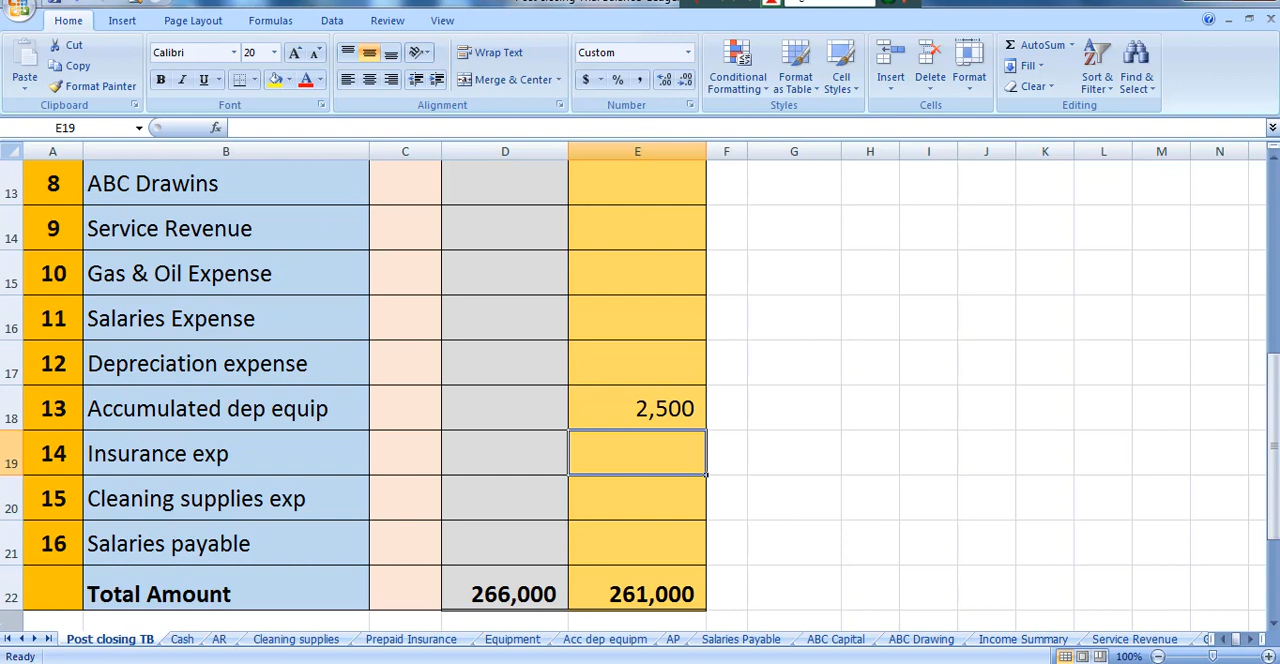 Home Insert Page Layout Formulas Data Review View
Cut
Copy
Format Painter
Paste
Clipboard
Calibri 20
B I U
Font
Wrap Text
Merge & Center
Alignment
Custom
$ % ,
Number
Conditional Formatting
Format as Table
Cell Styles
Styles
Insert Delete Format
Cells
Σ AutoSum
Fill
Clear
Sort & Filter
Find & Select
Editing
E19 fx
A B C D E F G H I J K L M N
13 8 ABC Drawins
14 9 Service Revenue
15 10 Gas & Oil Expense
16 11 Salaries Expense
17 12 Depreciation expense
18 13 Accumulated dep equip 2,500
19 14 Insurance exp
20 15 Cleaning supplies exp
21 16 Salaries payable
22 Total Amount 266,000 261,000
Post closing TB Cash AR Cleaning supplies Prepaid Insurance Equipment Acc dep equipm AP Salaries Payable ABC Capital ABC Drawing Income Summary Service Revenue
Ready 100%